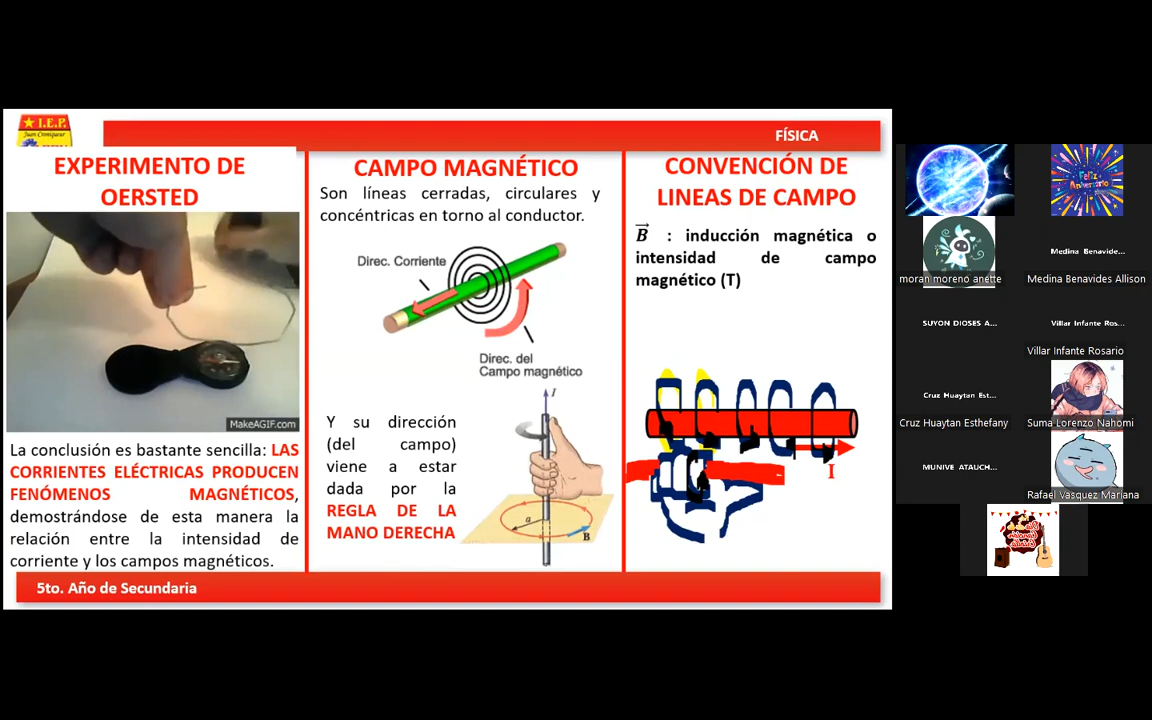 ★ I.E.P.
FÍSICA
EXPERIMENTO DE
OERSTED
MakeAGIF.com
La conclusión es bastante sencilla: LAS
CORRIENTES ELÉCTRICAS PRODUCEN
FENÓMENOS MAGNÉTICOS,
demostrándose de esta manera la
relación entre la intensidad de
corriente y los campos magnéticos.
CAMPO MAGNÉTICO
Son líneas cerradas, circulares y
concéntricas en torno al conductor.
Direc. Corriente
Direc. del
Campo magnético
Y su dirección
(del campo)
viene a estar
dada por la
REGLA DE LA
MANO DERECHA
I
a
B
CONVENCIÓN DE
LINEAS DE CAMPO
B : inducción magnética o
intensidad de campo
magnético (T)
I
5to. Año de Secundaria
Feliz
Aniversario
moran moreno anette
Medina Benavide...
Medina Benavides Allison
SUYON DIOSES A...
Villar Infante Ros...
Villar Infante Rosario
Cruz Huaytan Est...
Cruz Huaytan Esthefany
Suma Lorenzo Nahomi
MUNIVE ATAUCH...
Rafael Vasquez Mariana